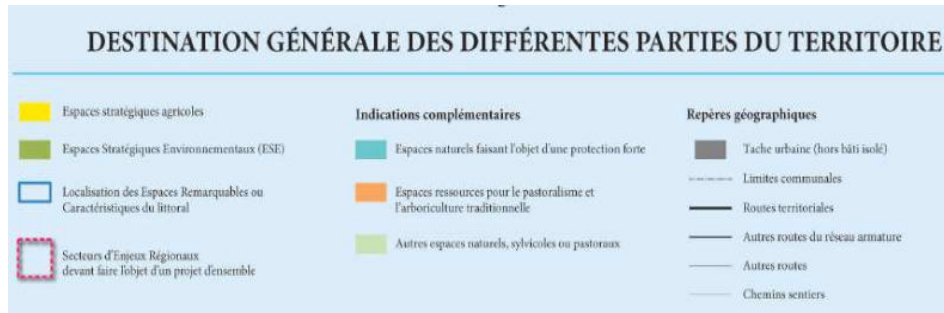 DESTINATION GÉNÉRALE DES DIFFÉRENTES PARTIES DU TERRITOIRE
Espaces stratégiques agricoles
Espaces Stratégiques Environnementaux (ESE)
Localisation des Espaces Remarquables ou
Caractéristiques du littoral
Secteurs d'Enjeux Régionaux
devant faire l'objet d'un projet d'ensemble
Indications complémentaires
Espaces naturels faisant l'objet d'une protection forte
Espaces ressources pour le pastoralisme et
l'arboriculture traditionnelle
Autres espaces naturels, sylvicoles ou pastoraux
Repères géographiques
Tache urbaine (hors bâti isolé)
Limites communales
Routes territoriales
Autres routes du réseau armature
Autres routes
Chemins sentiers